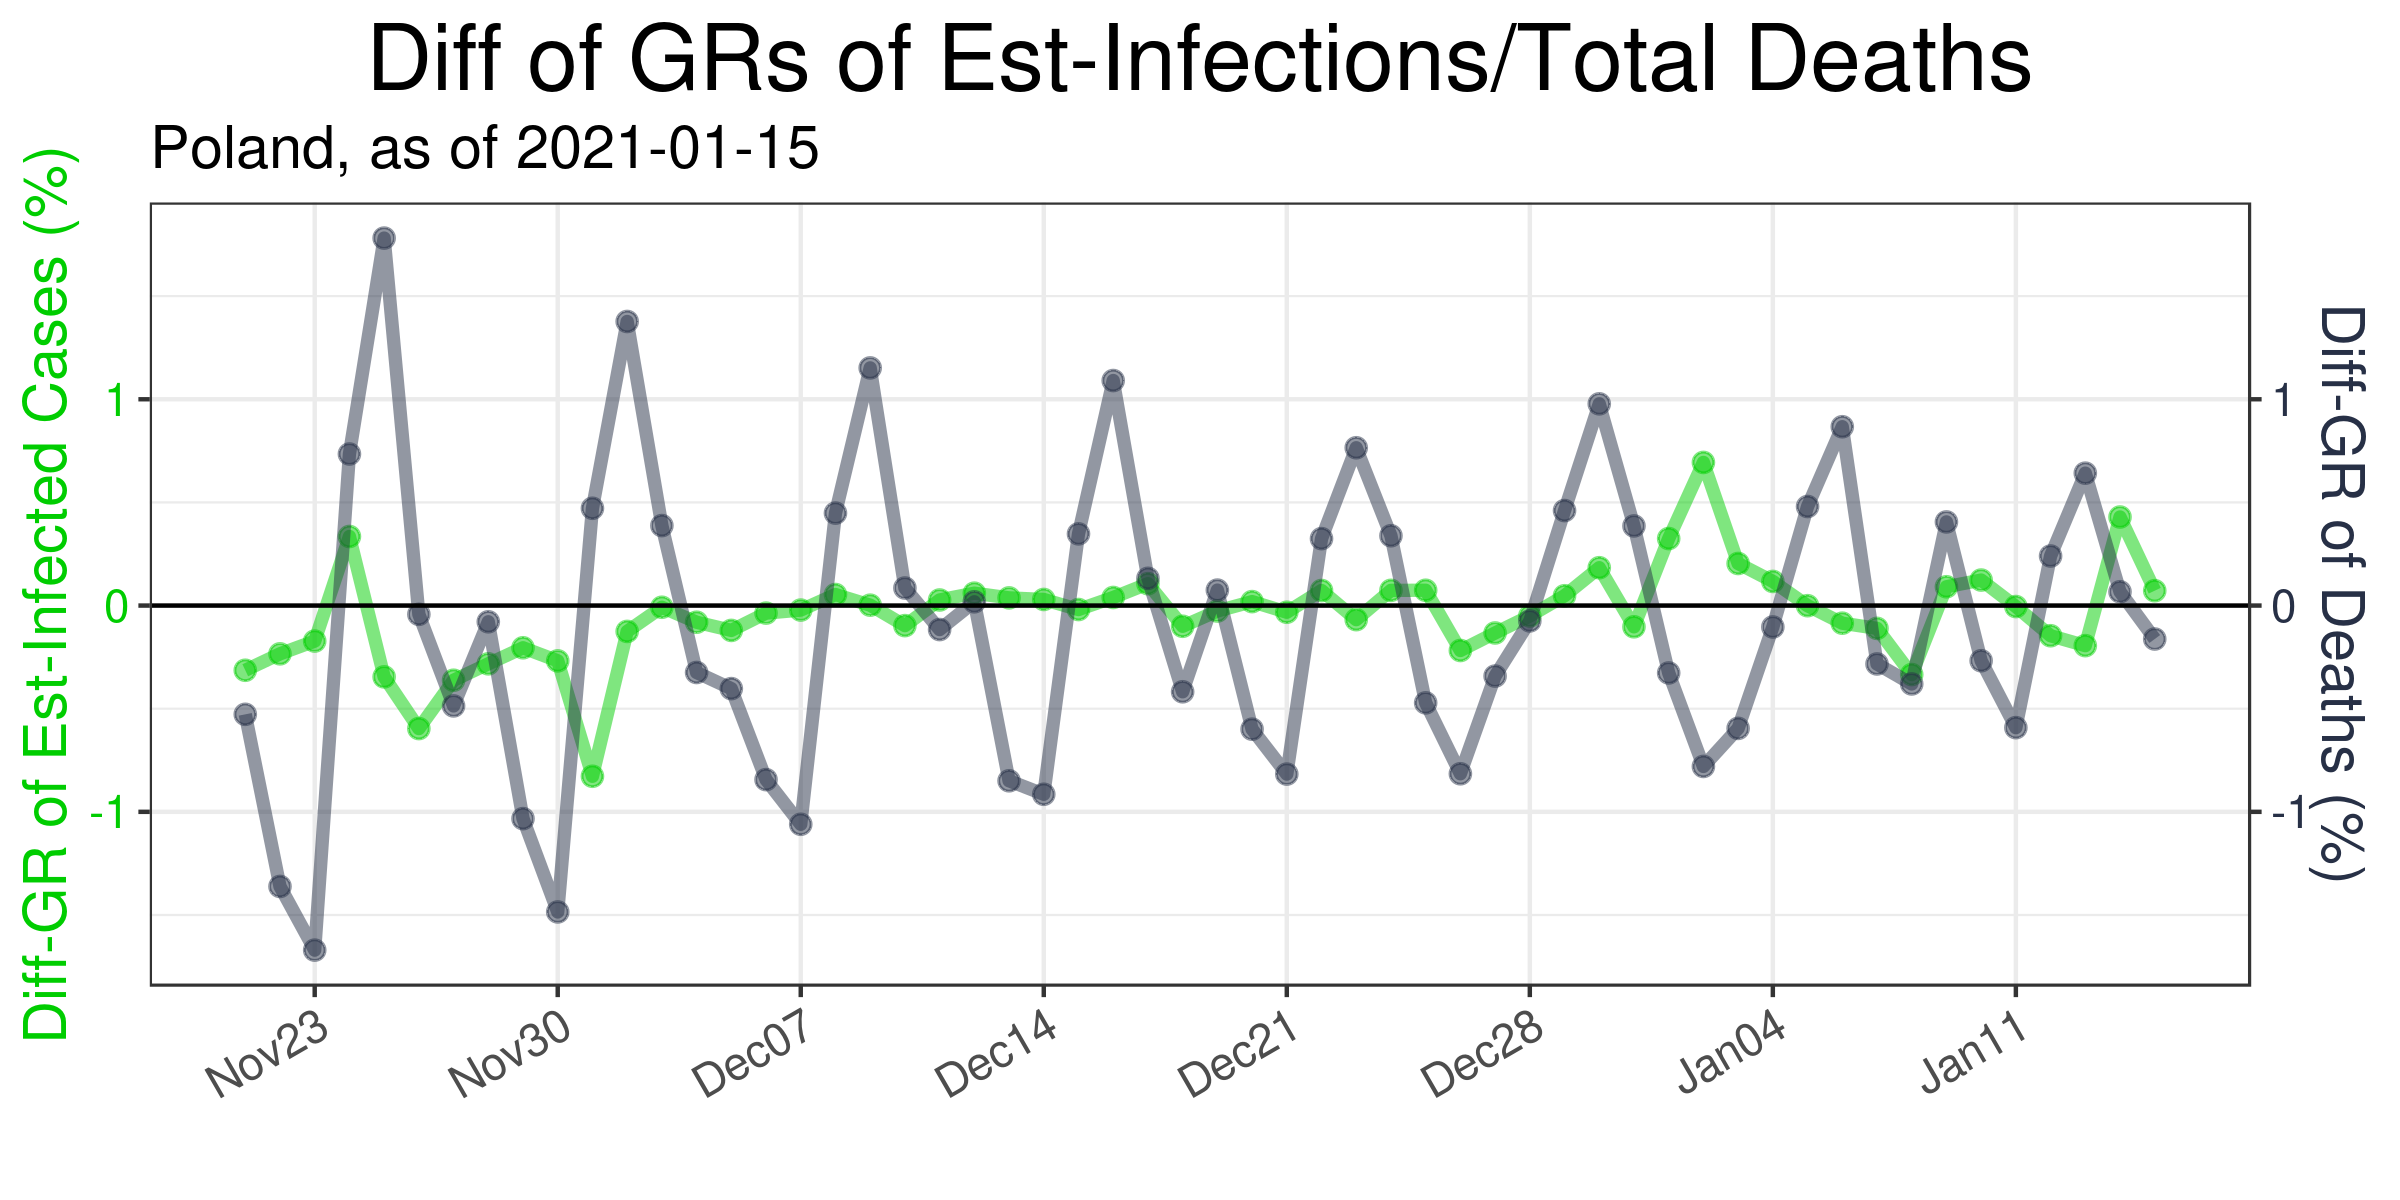 Diff of GRs of Est-Infections/Total Deaths
Poland, as of 2021-01-15
Diff-GR of Est-Infected Cases (%)
1
0
-1
1
0
-1
Diff-GR of Deaths (%)
Nov23
Nov30
Dec07
Dec14
Dec21
Dec28
Jan04
Jan11